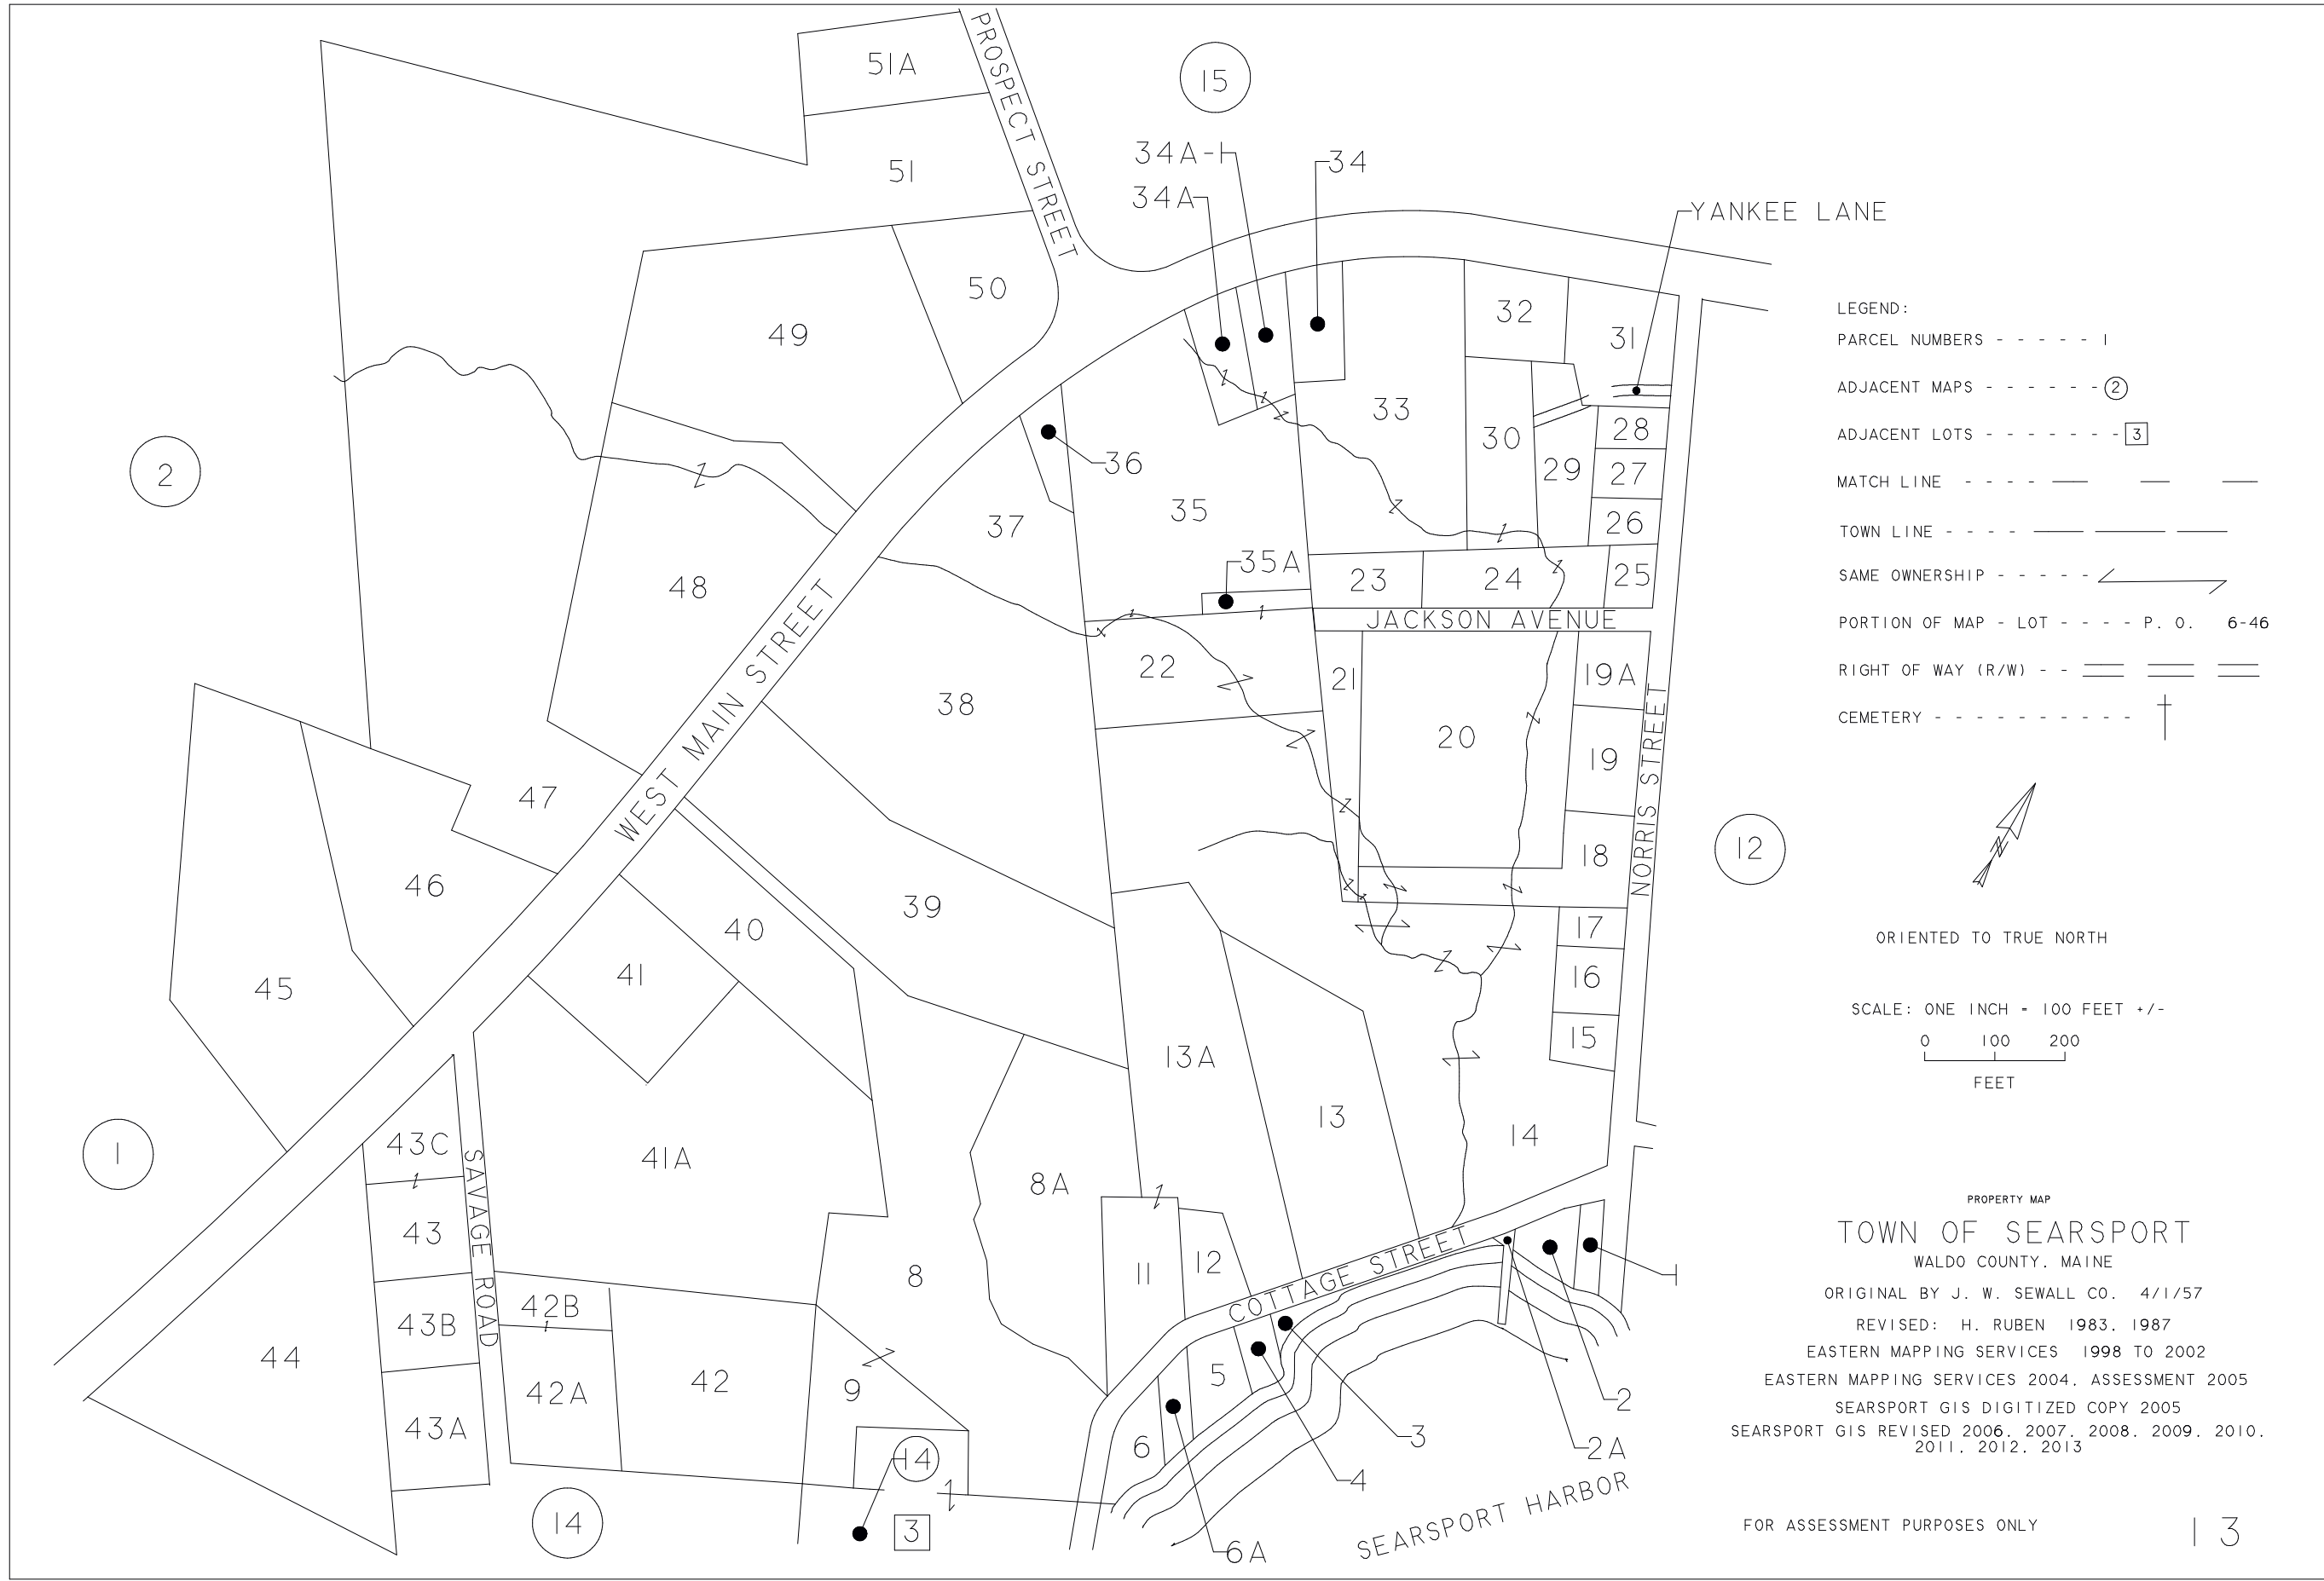 51A
PROSPECT STREET
15
51
34A-1
34
34A
YANKEE LANE
50
49
32
31
33
36
30
28
29
27
26
2
35
37
35A
23
24
25
48
JACKSON AVENUE
22
21
19A
38
20
19
NORRIS STREET
WEST MAIN STREET
47
18
12
46
39
40
17
41
16
45
15
13A
13
14
1
43C
41A
8A
SAVAGE ROAD
43
11
12
8
COTTAGE STREET
1
42B
43B
44
42
42A
9
5
2
43A
3
6
2A
14
4
14
3
6A
SEARSPORT HARBOR
LEGEND:
PARCEL NUMBERS - - - - - 1
ADJACENT MAPS - - - - - - 2
ADJACENT LOTS - - - - - - - 3
MATCH LINE - - - -
TOWN LINE - - - -
SAME OWNERSHIP - - - - -
PORTION OF MAP - LOT - - - - P. O. 6-46
RIGHT OF WAY (R/W) - -
CEMETERY - - - - - - - - - -
ORIENTED TO TRUE NORTH
SCALE: ONE INCH = 100 FEET +/-
0 100 200
FEET
PROPERTY MAP
TOWN OF SEARSPORT
WALDO COUNTY, MAINE
ORIGINAL BY J. W. SEWALL CO. 4/1/57
REVISED: H. RUBEN 1983, 1987
EASTERN MAPPING SERVICES 1998 TO 2002
EASTERN MAPPING SERVICES 2004, ASSESSMENT 2005
SEARSPORT GIS DIGITIZED COPY 2005
SEARSPORT GIS REVISED 2006, 2007, 2008, 2009, 2010,
2011, 2012, 2013
FOR ASSESSMENT PURPOSES ONLY
13